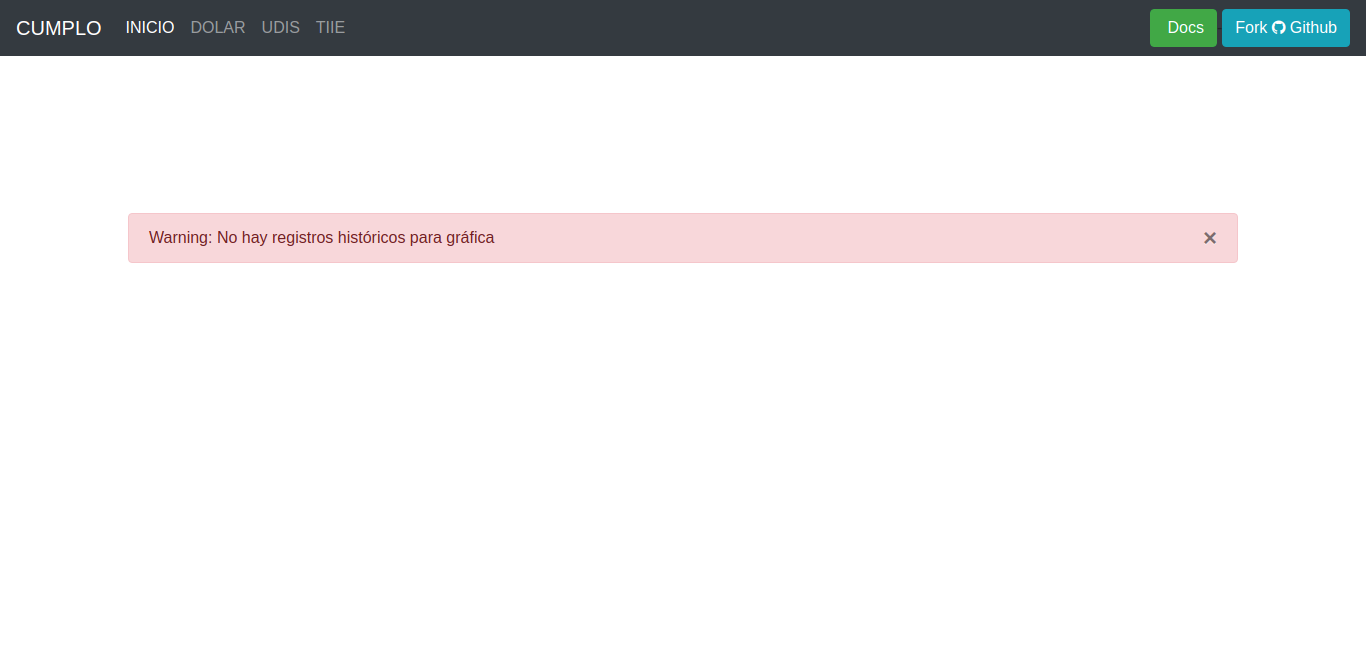 CUMPLO INICIO DOLAR UDIS TIIE Docs Fork Github
Warning: No hay registros históricos para gráfica ×